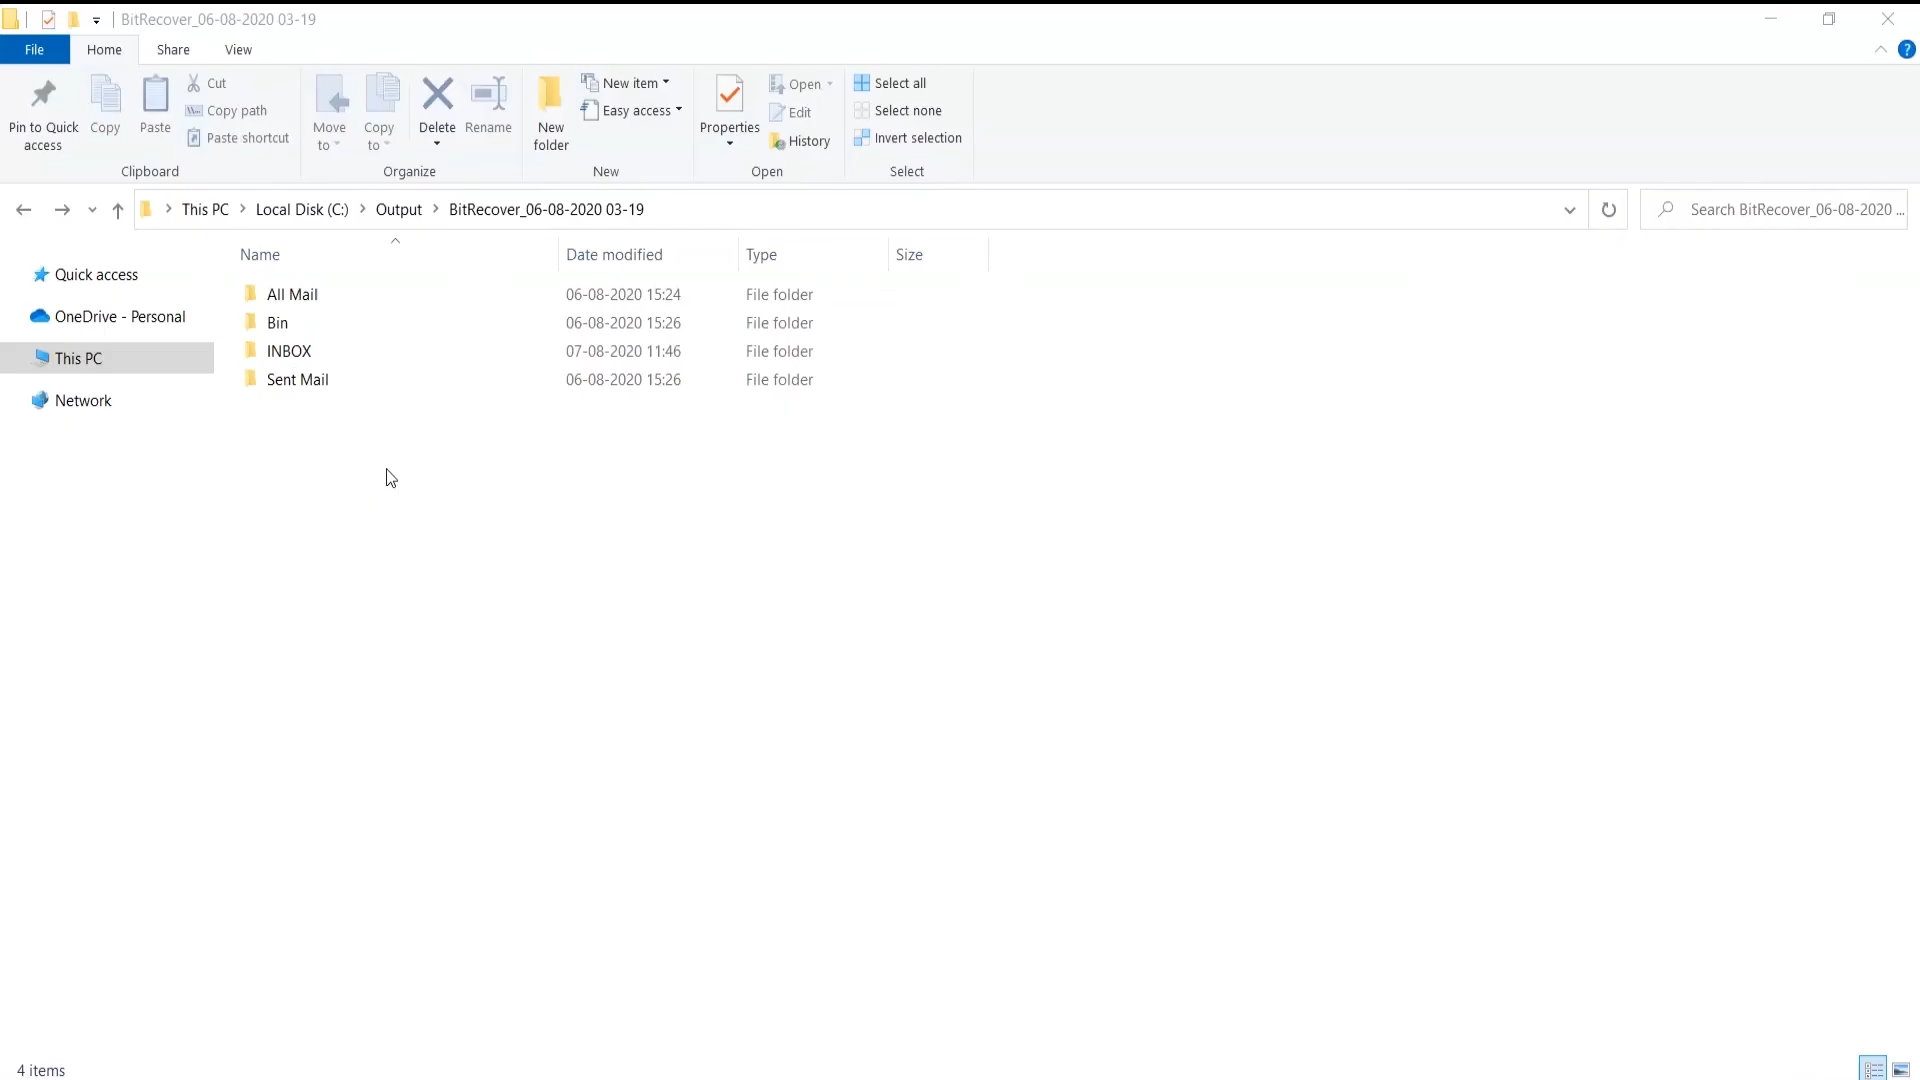 BitRecover_06-08-2020 03-19
File Home Share View
Pin to Quick access
Copy
Paste
Cut
Copy path
Paste shortcut
Clipboard
Move to
Copy to
Delete
Rename
Organize
New folder
New item
Easy access
New
Properties
Open
Edit
History
Open
Select all
Select none
Invert selection
Select
This PC Local Disk (C:) Output BitRecover_06-08-2020 03-19
Search BitRecover_06-08-2020 ...
Name Date modified Type Size
Quick access
OneDrive - Personal
This PC
Network
All Mail 06-08-2020 15:24 File folder
Bin 06-08-2020 15:26 File folder
INBOX 07-08-2020 11:46 File folder
Sent Mail 06-08-2020 15:26 File folder
4 items